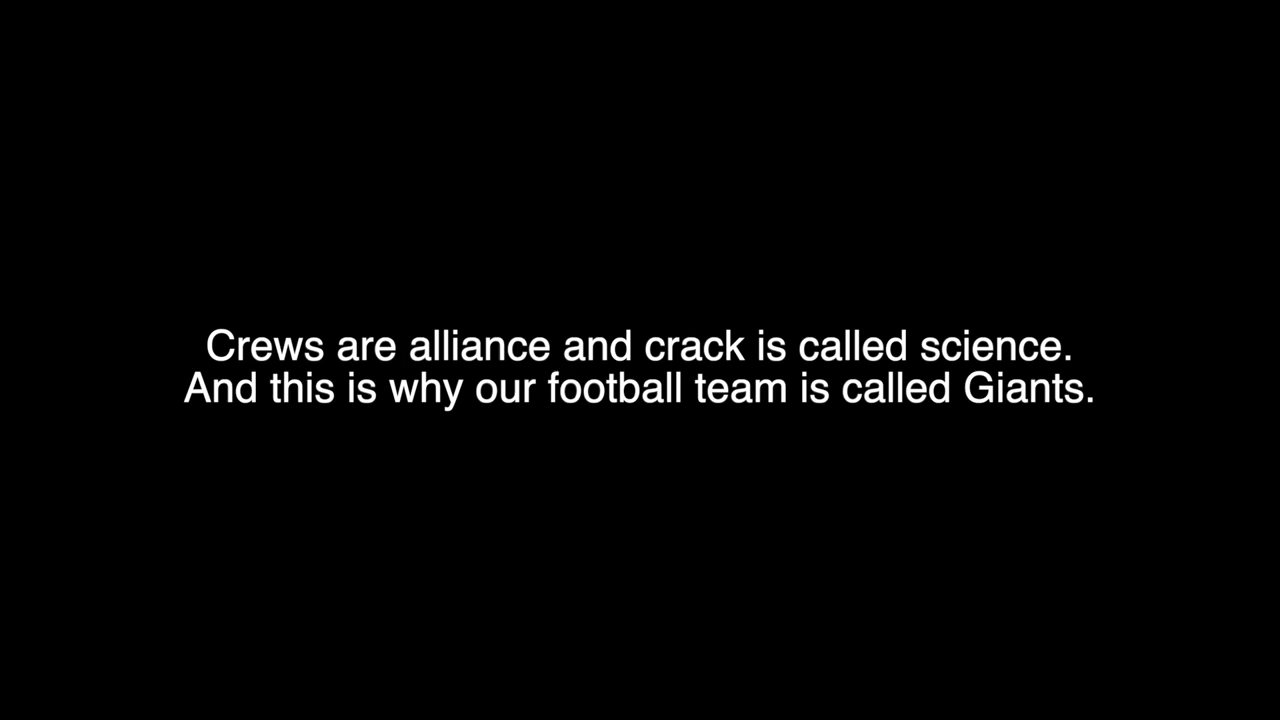 Crews are alliance and crack is called science.
And this is why our football team is called Giants.